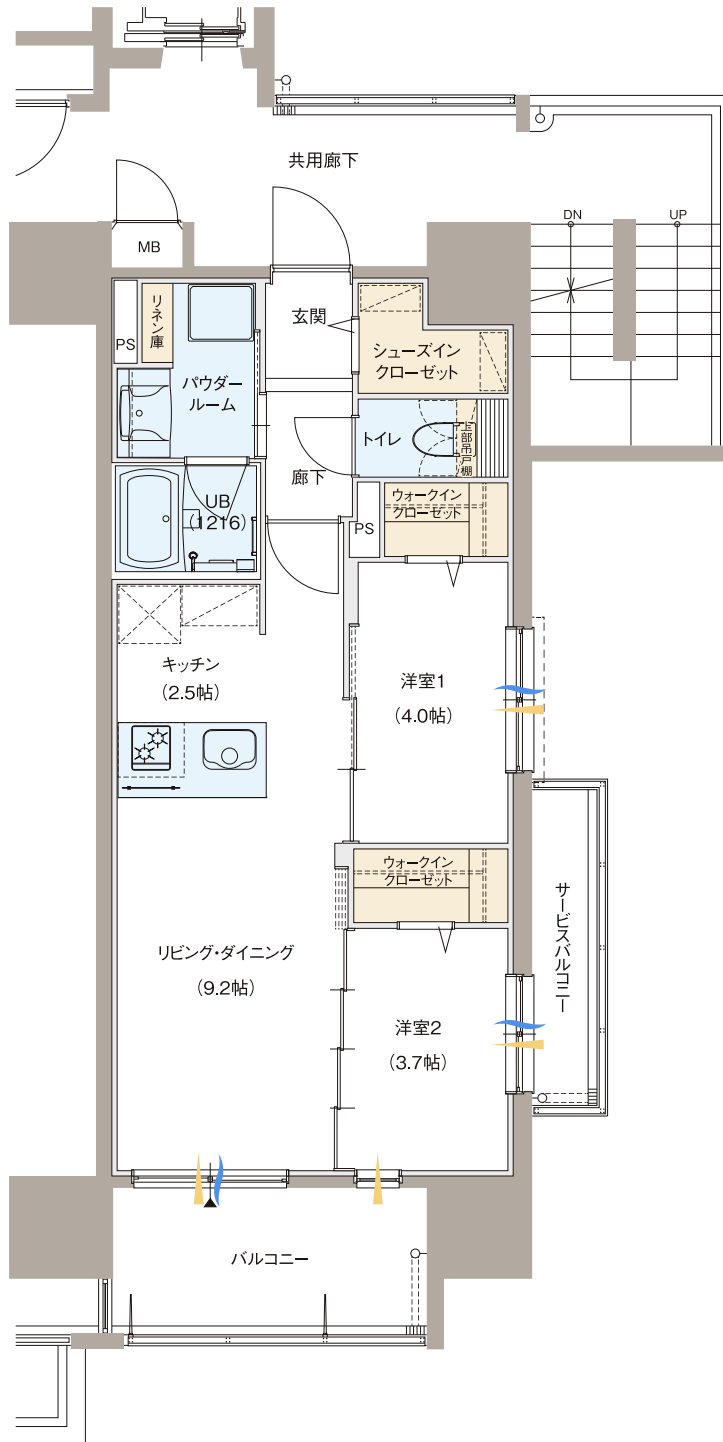 共用廊下
DN
UP
MB
玄関
リネン庫
PS
シューズイン
クローゼット
パウダー
ルーム
トイレ
上部吊戸棚
廊下
UB
(1216)
ウォークイン
クローゼット
PS
キッチン
(2.5帖)
洋室1
(4.0帖)
ウォークイン
クローゼット
サービスバルコニー
リビング・ダイニング
(9.2帖)
洋室2
(3.7帖)
バルコニー